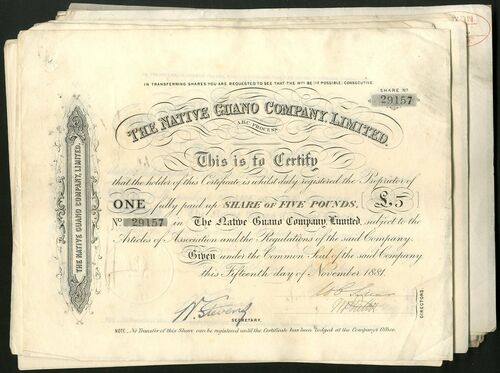 IN TRANSFERRING SHARES YOU ARE REQUESTED TO SEE THAT THE NOS BE (IF POSSIBLE) CONSECUTIVE.
SHARE No
29157
THE NATIVE GUANO COMPANY, LIMITED.
A.B.C. PROCESS.
This is to Certify
that the holder of this Certificate is whilst duly registered the Proprietor of
ONE fully paid up SHARE OF FIVE POUNDS, £5
No 29157 in The Native Guano Company, Limited, subject to the
Articles of Association and the Regulations of the said Company.
Given under the Common Seal of the said Company
this Fifteenth day of November 1881.
SECRETARY.
DIRECTORS.
NOTE. No Transfer of this Share can be registered until the Certificate has been lodged at the Company's Office.
THE NATIVE GUANO COMPANY, LIMITED.